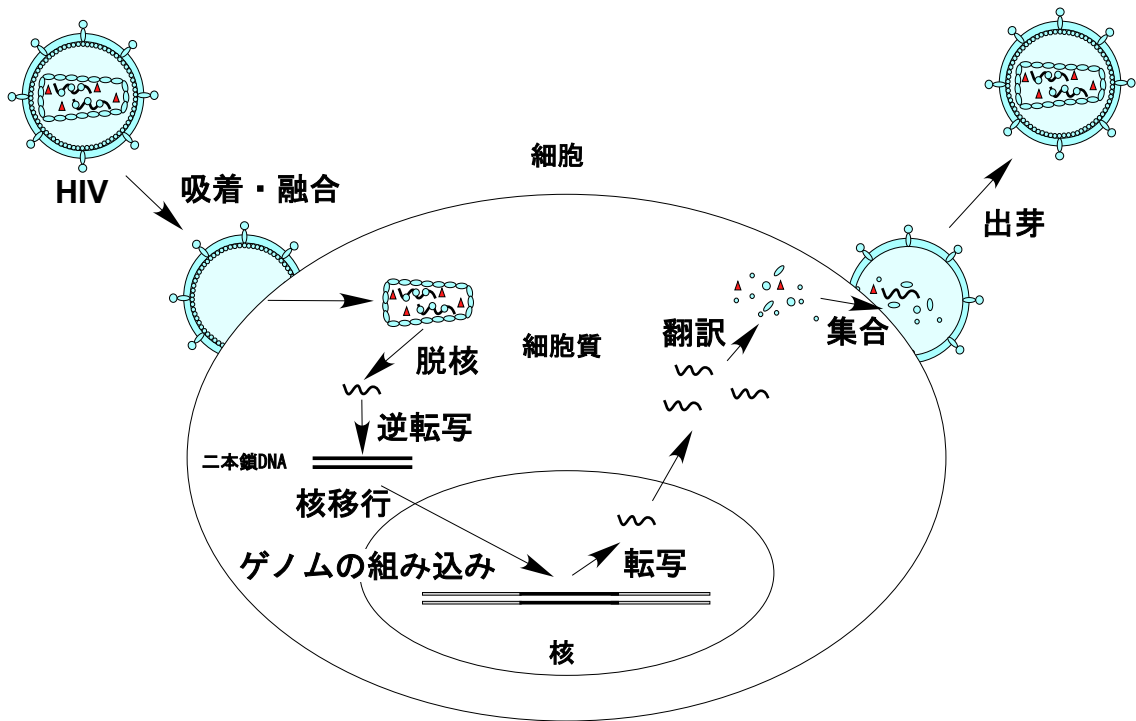 HIV
吸着・融合
細胞
出芽
脱核
細胞質
翻訳
集合
逆転写
二本鎖DNA
核移行
ゲノムの組み込み
転写
核